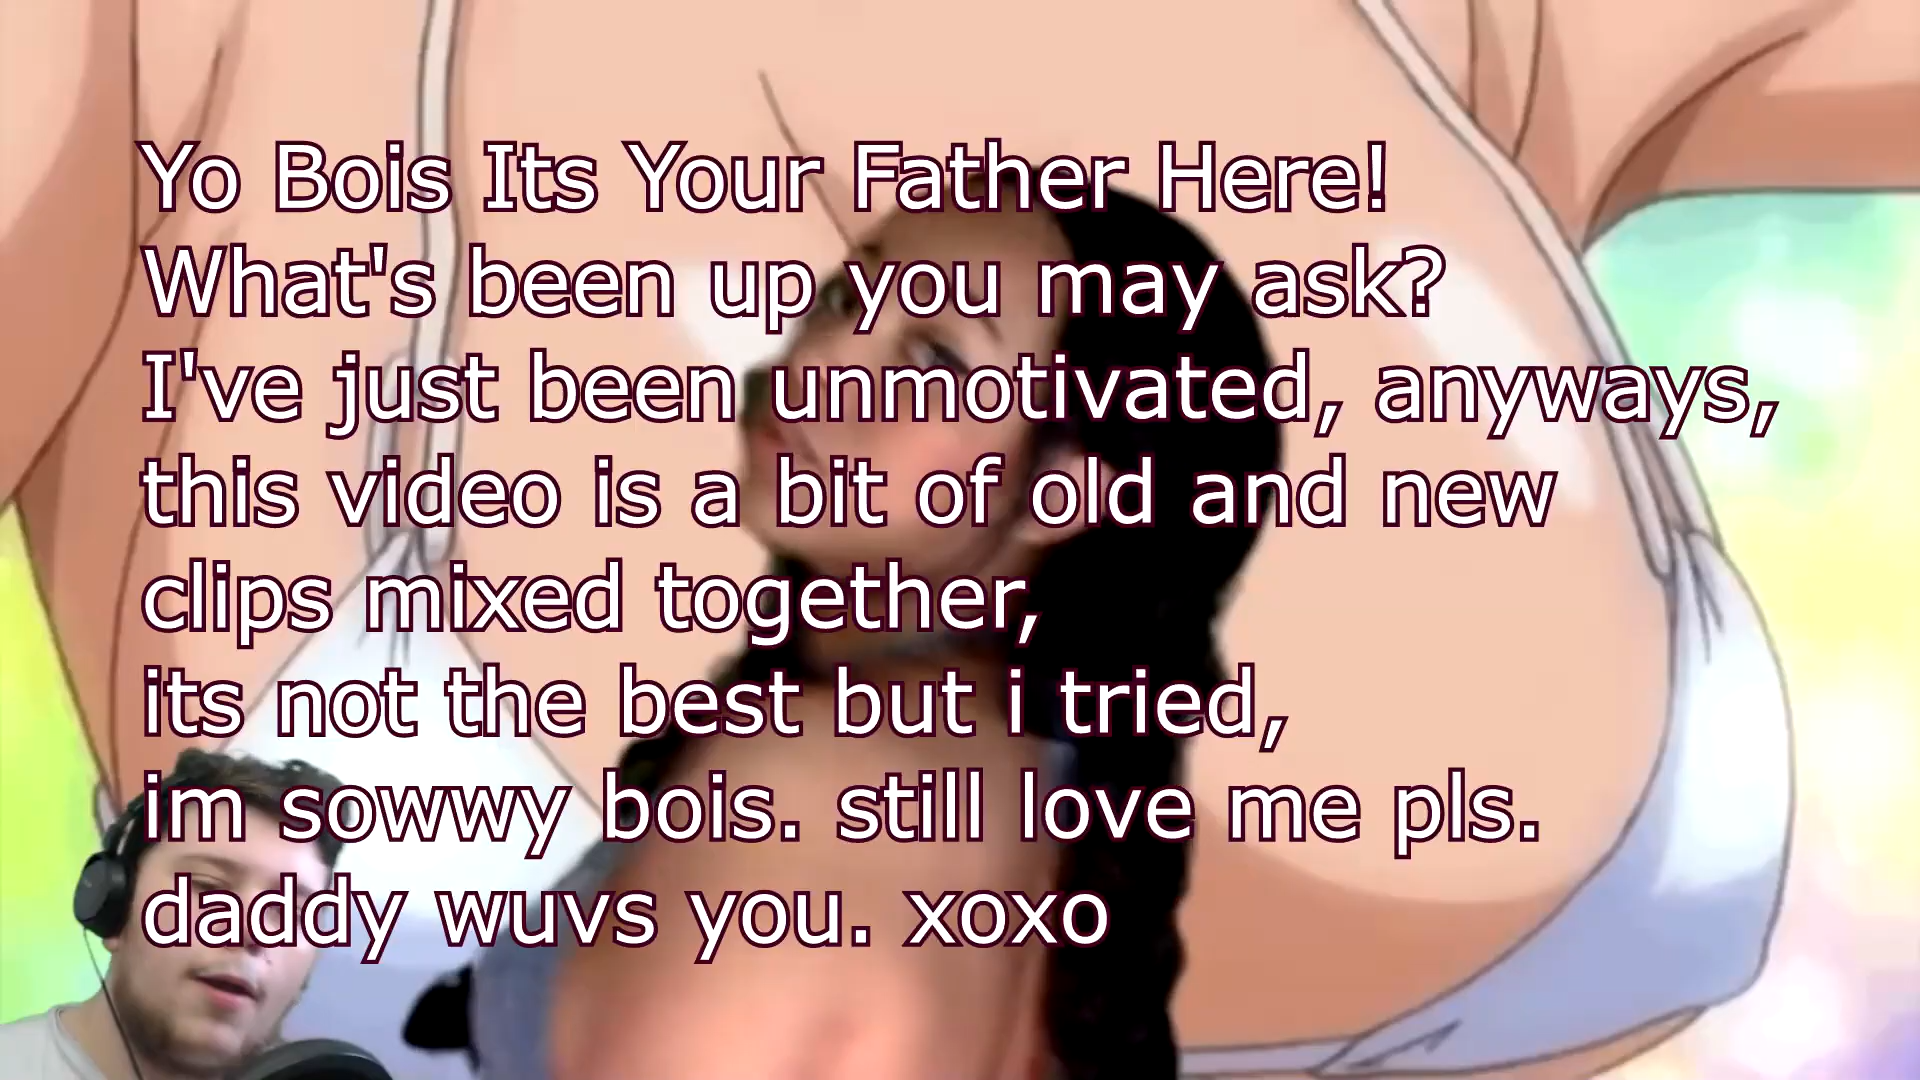 Yo Bois Its Your Father Here!
What's been up you may ask?
I've just been unmotivated, anyways,
this video is a bit of old and new
clips mixed together,
its not the best but i tried,
im sowwy bois. still love me pls.
daddy wuvs you. xoxo